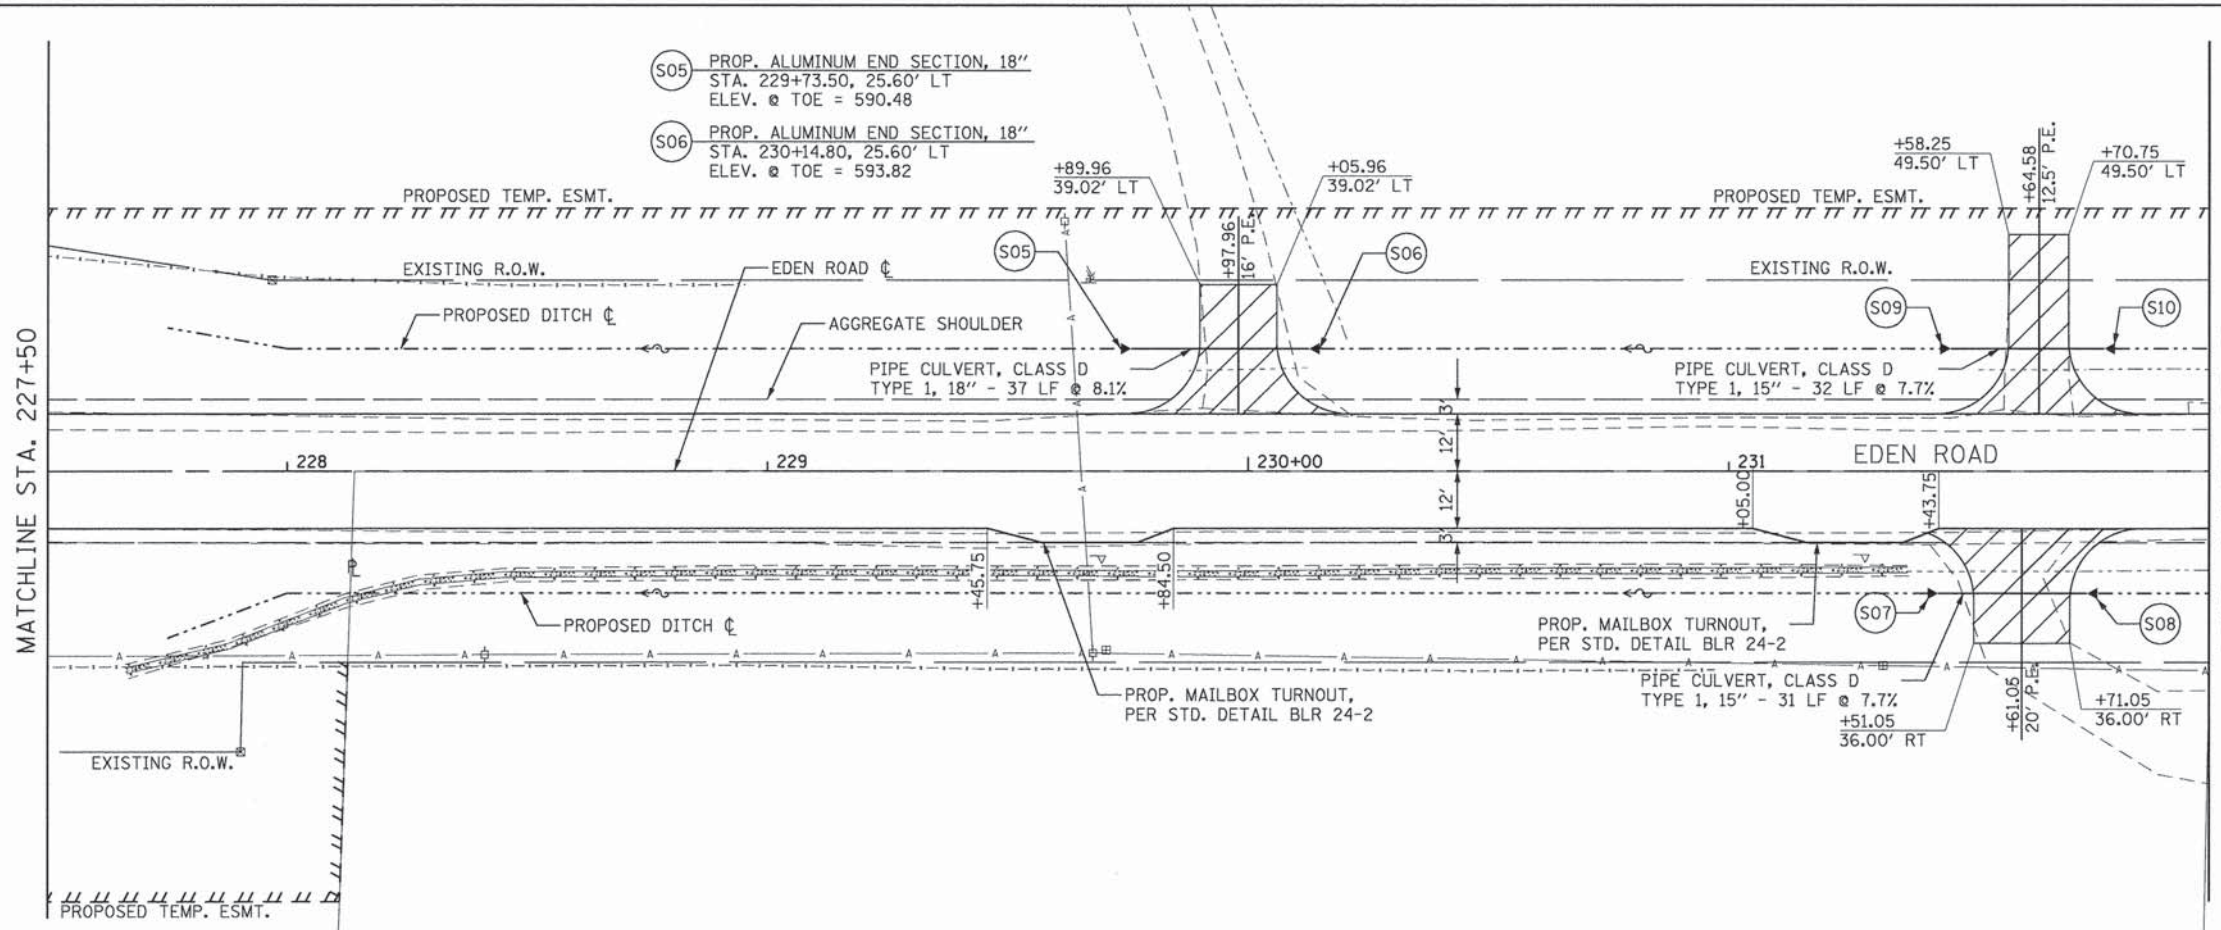 S05 PROP. ALUMINUM END SECTION, 18"
STA. 229+73.50, 25.60' LT
ELEV. @ TOE = 590.48
S06 PROP. ALUMINUM END SECTION, 18"
STA. 230+14.80, 25.60' LT
ELEV. @ TOE = 593.82
+89.96
39.02' LT
+05.96
39.02' LT
+58.25
49.50' LT
+64.58
12.5' P.E.
+70.75
49.50' LT
PROPOSED TEMP. ESMT.
PROPOSED TEMP. ESMT.
+97.96
16' P.E.
S05
S06
EXISTING R.O.W.
EDEN ROAD ℄
EXISTING R.O.W.
S09
S10
PROPOSED DITCH ℄
AGGREGATE SHOULDER
PIPE CULVERT, CLASS D
TYPE 1, 18" - 37 LF @ 8.1%
PIPE CULVERT, CLASS D
TYPE 1, 15" - 32 LF @ 7.7%
3'
12'
MATCHLINE STA. 227+50
228
229
230+00
231
EDEN ROAD
12'
3'
+05.00
+43.75
+45.75
+84.50
A
A
A
℄
PROPOSED DITCH ℄
PROP. MAILBOX TURNOUT,
PER STD. DETAIL BLR 24-2
S07
S08
A A A A A A A A A A A A A A A A A A A A A A A A A
PROP. MAILBOX TURNOUT,
PER STD. DETAIL BLR 24-2
PIPE CULVERT, CLASS D
TYPE 1, 15" - 31 LF @ 7.7%
+51.05
36.00' RT
+61.05
20' P.E.
+71.05
36.00' RT
EXISTING R.O.W.
PROPOSED TEMP. ESMT.